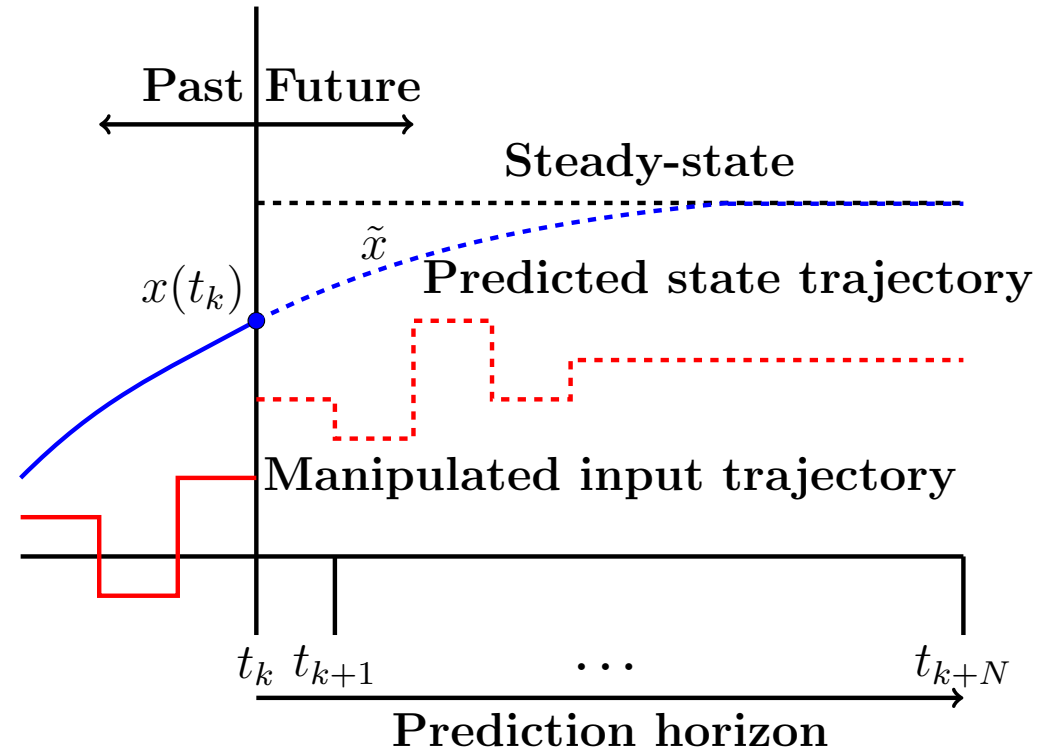 Past Future
Steady-state
x̃
Predicted state trajectory
x(t_k)
Manipulated input trajectory
t_k t_{k+1} ... t_{k+N}
Prediction horizon